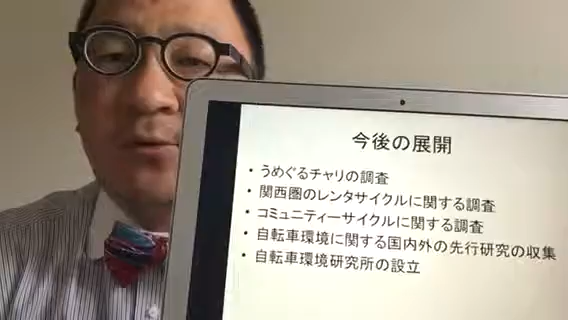 今後の展開
• うめぐるチャリの調査
• 関西圏のレンタサイクルに関する調査
• コミュニティーサイクルに関する調査
• 自転車環境に関する国内外の先行研究の収集
• 自転車環境研究所の設立